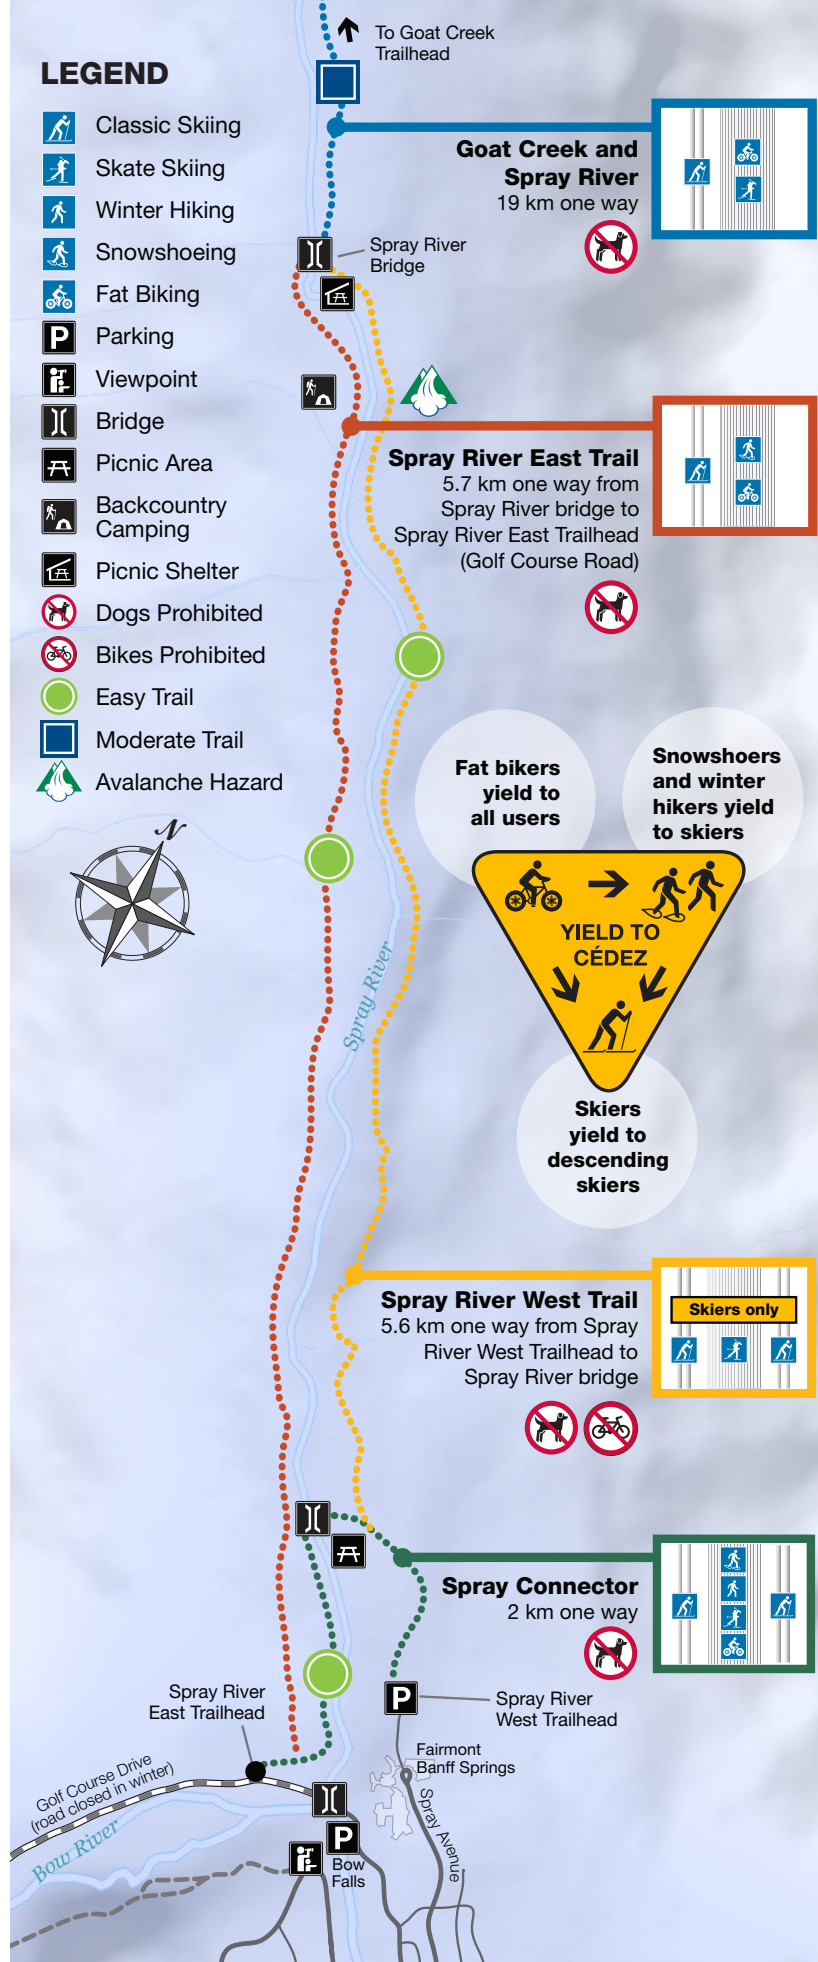 To Goat Creek
Trailhead
LEGEND
Classic Skiing
Skate Skiing
Winter Hiking
Snowshoeing
Fat Biking
P
Parking
Viewpoint
Bridge
Picnic Area
Backcountry
Camping
Picnic Shelter
Dogs Prohibited
Bikes Prohibited
Easy Trail
Moderate Trail
Avalanche Hazard
N
Goat Creek and
Spray River
19 km one way
Spray River
Bridge
Spray River East Trail
5.7 km one way from
Spray River bridge to
Spray River East Trailhead
(Golf Course Road)
Fat bikers
yield to
all users
Snowshoers
and winter
hikers yield
to skiers
YIELD TO
CÉDEZ
Skiers
yield to
descending
skiers
Spray River
Spray River West Trail
5.6 km one way from Spray
River West Trailhead to
Spray River bridge
Skiers only
Spray Connector
2 km one way
Spray River
East Trailhead
P
Spray River
West Trailhead
Fairmont
Banff Springs
Golf Course Drive
(road closed in winter)
Bow River
Spray Avenue
P
Bow
Falls